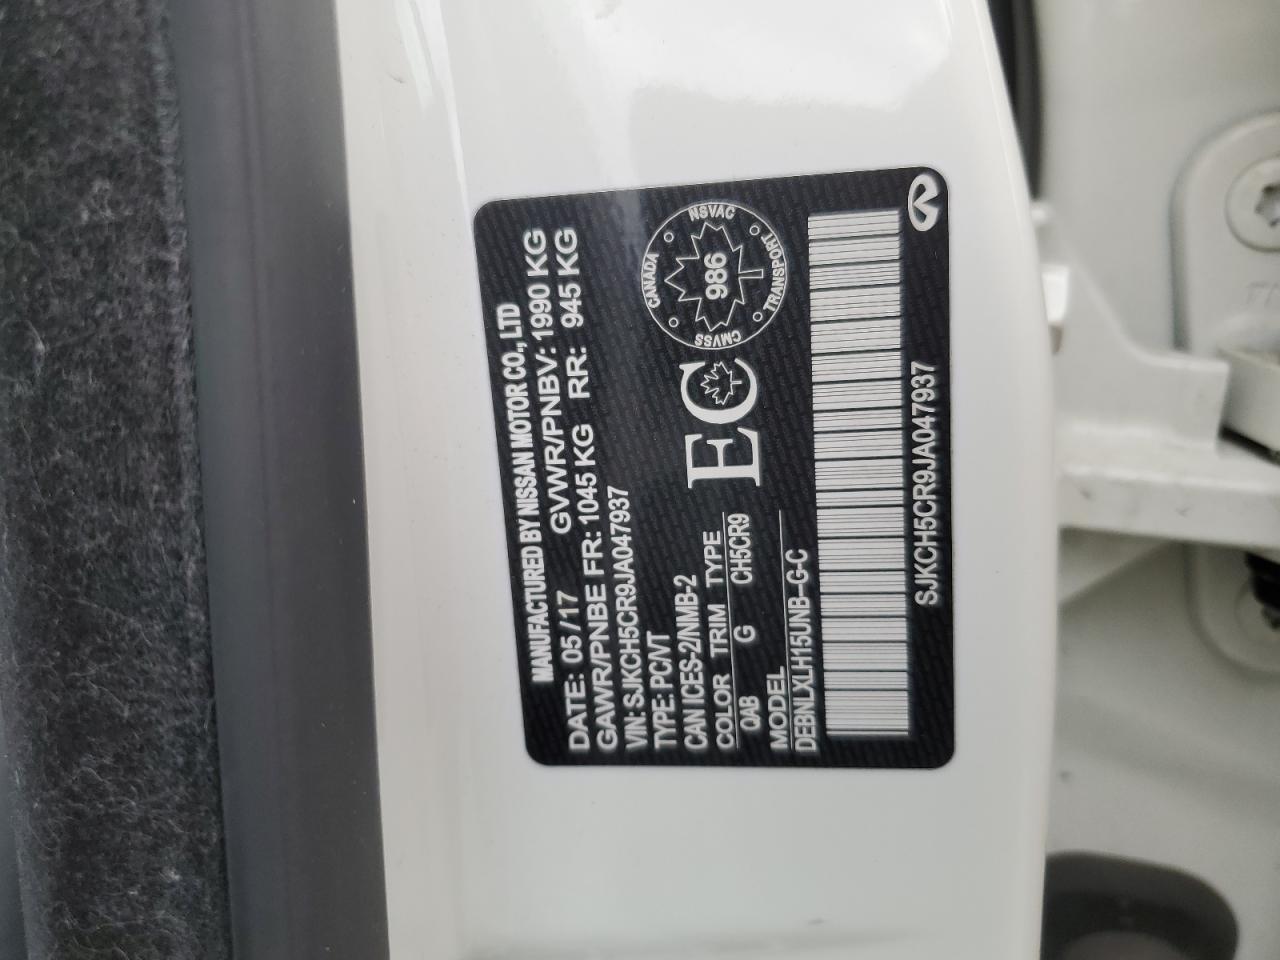 MANUFACTURED BY NISSAN MOTOR CO., LTD
DATE: 05/17 GVWR/PNBV: 1990 KG
GAWR/PNBE FR: 1045 KG RR: 945 KG
VIN: SJKCH5CR9JA047937
TYPE: PC/VT
CAN ICES-2/NMB-2
COLOR TRIM TYPE
QAB G CH5CR9
MODEL
DEBNLXLH15UNB-G-C
EC
CANADA
NSVAC
TRANSPORT
CMVSS
986
SJKCH5CR9JA047937